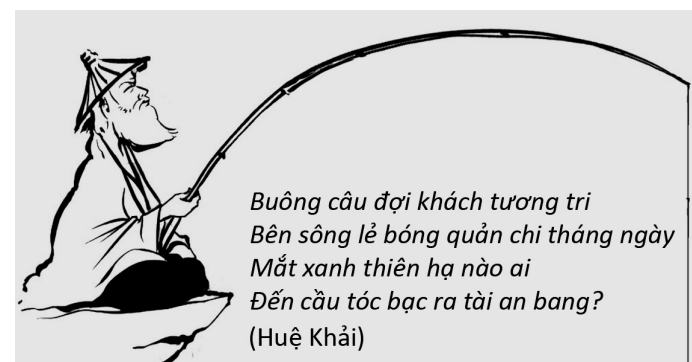 Buông câu đợi khách tương tri
Bên sông lẻ bóng quản chi tháng ngày
Mắt xanh thiên hạ nào ai
Đến cầu tóc bạc ra tài an bang?
(Huệ Khải)